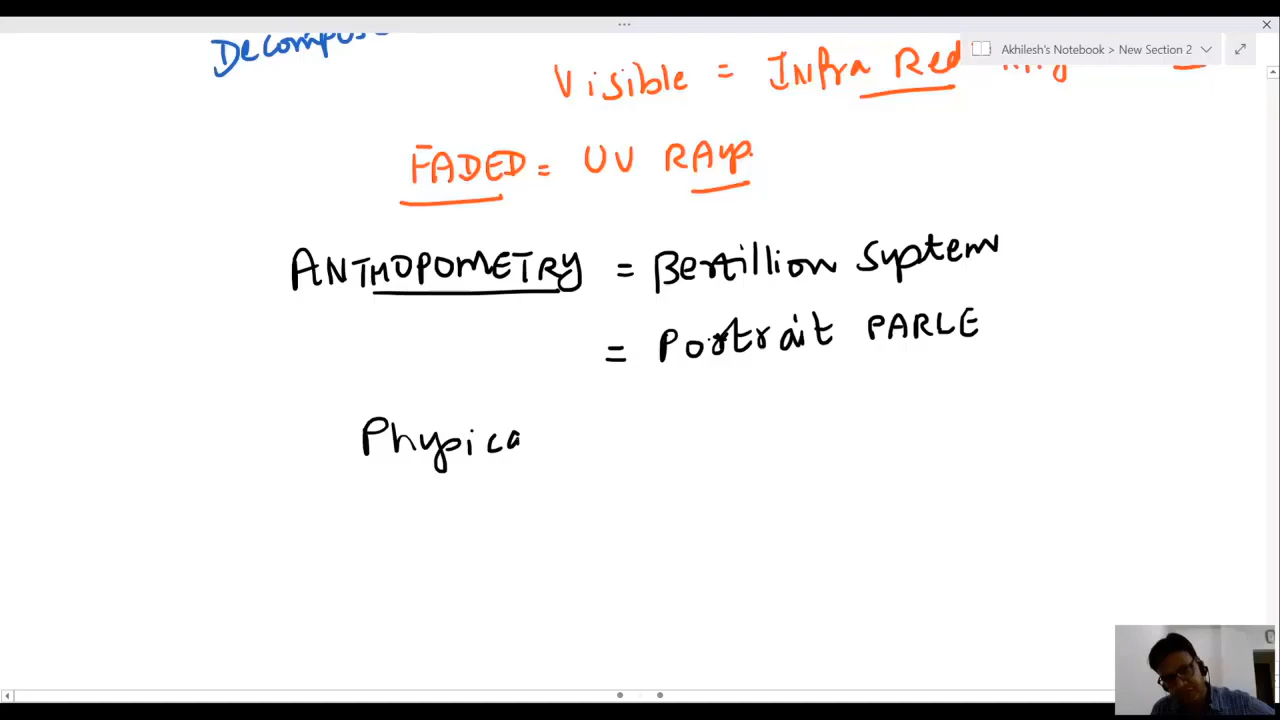 Akhilesh's Notebook > New Section 2
Visible = Infra Red
FADED = UV RAys.
ANTHOPOMETRY = Bertillion System
= Portrait PARLE
Physica